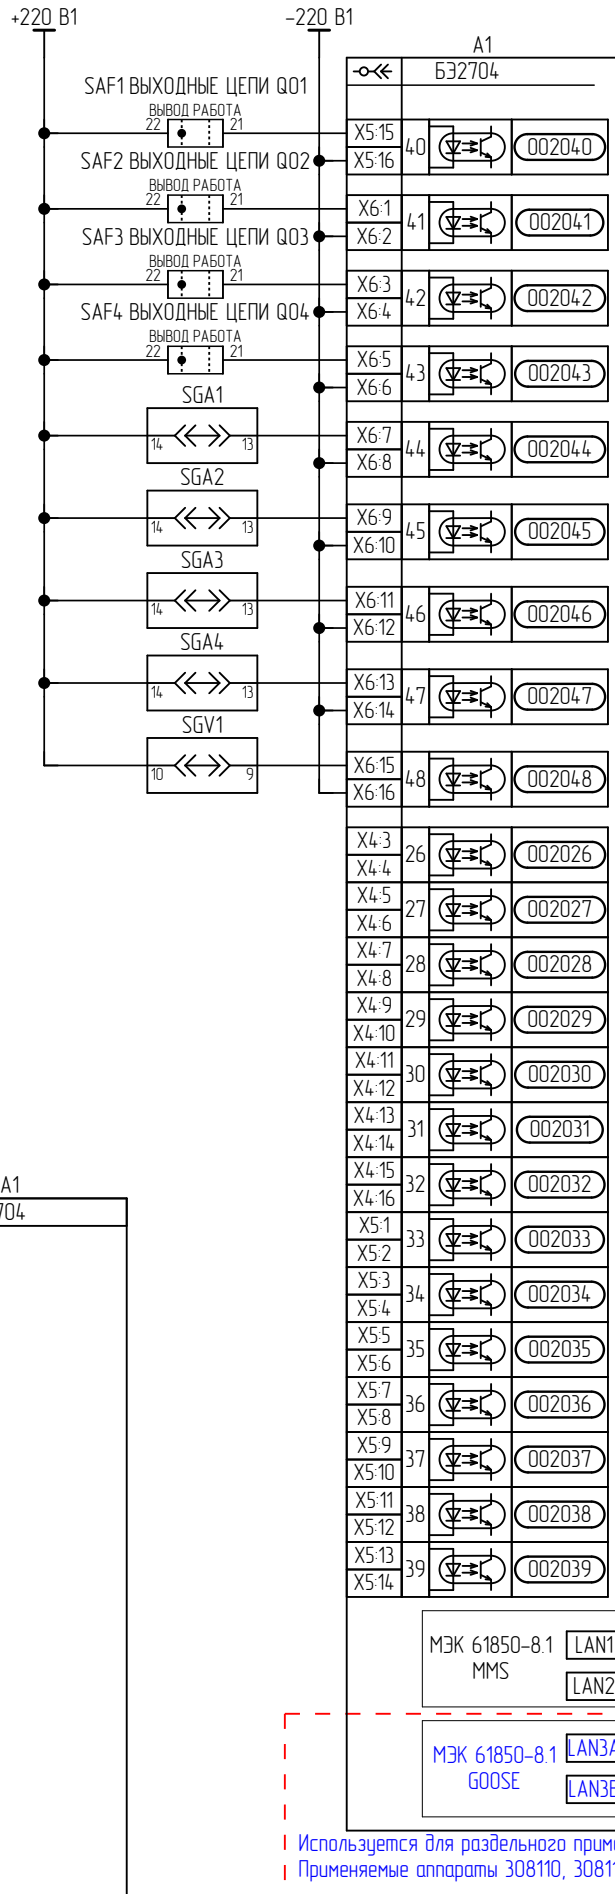 +220 В1
-220 В1
A1
БЭ2704
SAF1 ВЫХОДНЫЕ ЦЕПИ Q01
ВЫВОД РАБОТА
22 21
X5:15
X5:16
40
002040
SAF2 ВЫХОДНЫЕ ЦЕПИ Q02
ВЫВОД РАБОТА
22 21
X6:1
X6:2
41
002041
SAF3 ВЫХОДНЫЕ ЦЕПИ Q03
ВЫВОД РАБОТА
22 21
X6:3
X6:4
42
002042
SAF4 ВЫХОДНЫЕ ЦЕПИ Q04
ВЫВОД РАБОТА
22 21
X6:5
X6:6
43
002043
SGA1
14 13
X6:7
X6:8
44
002044
SGA2
14 13
X6:9
X6:10
45
002045
SGA3
14 13
X6:11
X6:12
46
002046
SGA4
14 13
X6:13
X6:14
47
002047
SGV1
10 9
X6:15
X6:16
48
002048
X4:3
X4:4
26
002026
X4:5
X4:6
27
002027
X4:7
X4:8
28
002028
X4:9
X4:10
29
002029
X4:11
X4:12
30
002030
X4:13
X4:14
31
002031
X4:15
X4:16
32
002032
A1
704
X5:1
X5:2
33
002033
X5:3
X5:4
34
002034
X5:5
X5:6
35
002035
X5:7
X5:8
36
002036
X5:9
X5:10
37
002037
X5:11
X5:12
38
002038
X5:13
X5:14
39
002039
МЭК 61850-8.1
MMS
LAN1
LAN2
МЭК 61850-8.1
GOOSE
LAN3A
LAN3B
Используется для раздельного прим
Применяемые аппараты 308110, 30811